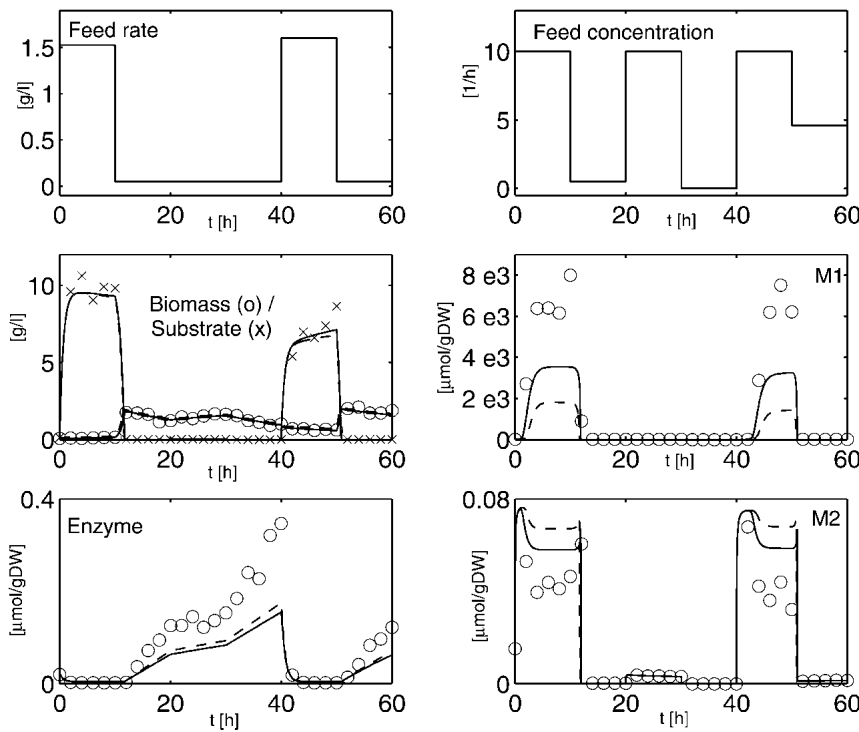 Feed rate
[g/l]
1.5
1
0.5
0
0 20 40 60
t [h]
Feed concentration
[1/h]
10
5
0
0 20 40 60
t [h]
Biomass (o) /
Substrate (x)
[g/l]
10
5
0
0 20 40 60
t [h]
M1
[μmol/gDW]
8 e3
6 e3
4 e3
2 e3
0
0 20 40 60
t [h]
Enzyme
[μmol/gDW]
0.4
0
0 20 40 60
t [h]
M2
[μmol/gDW]
0.08
0
0 20 40 60
t [h]